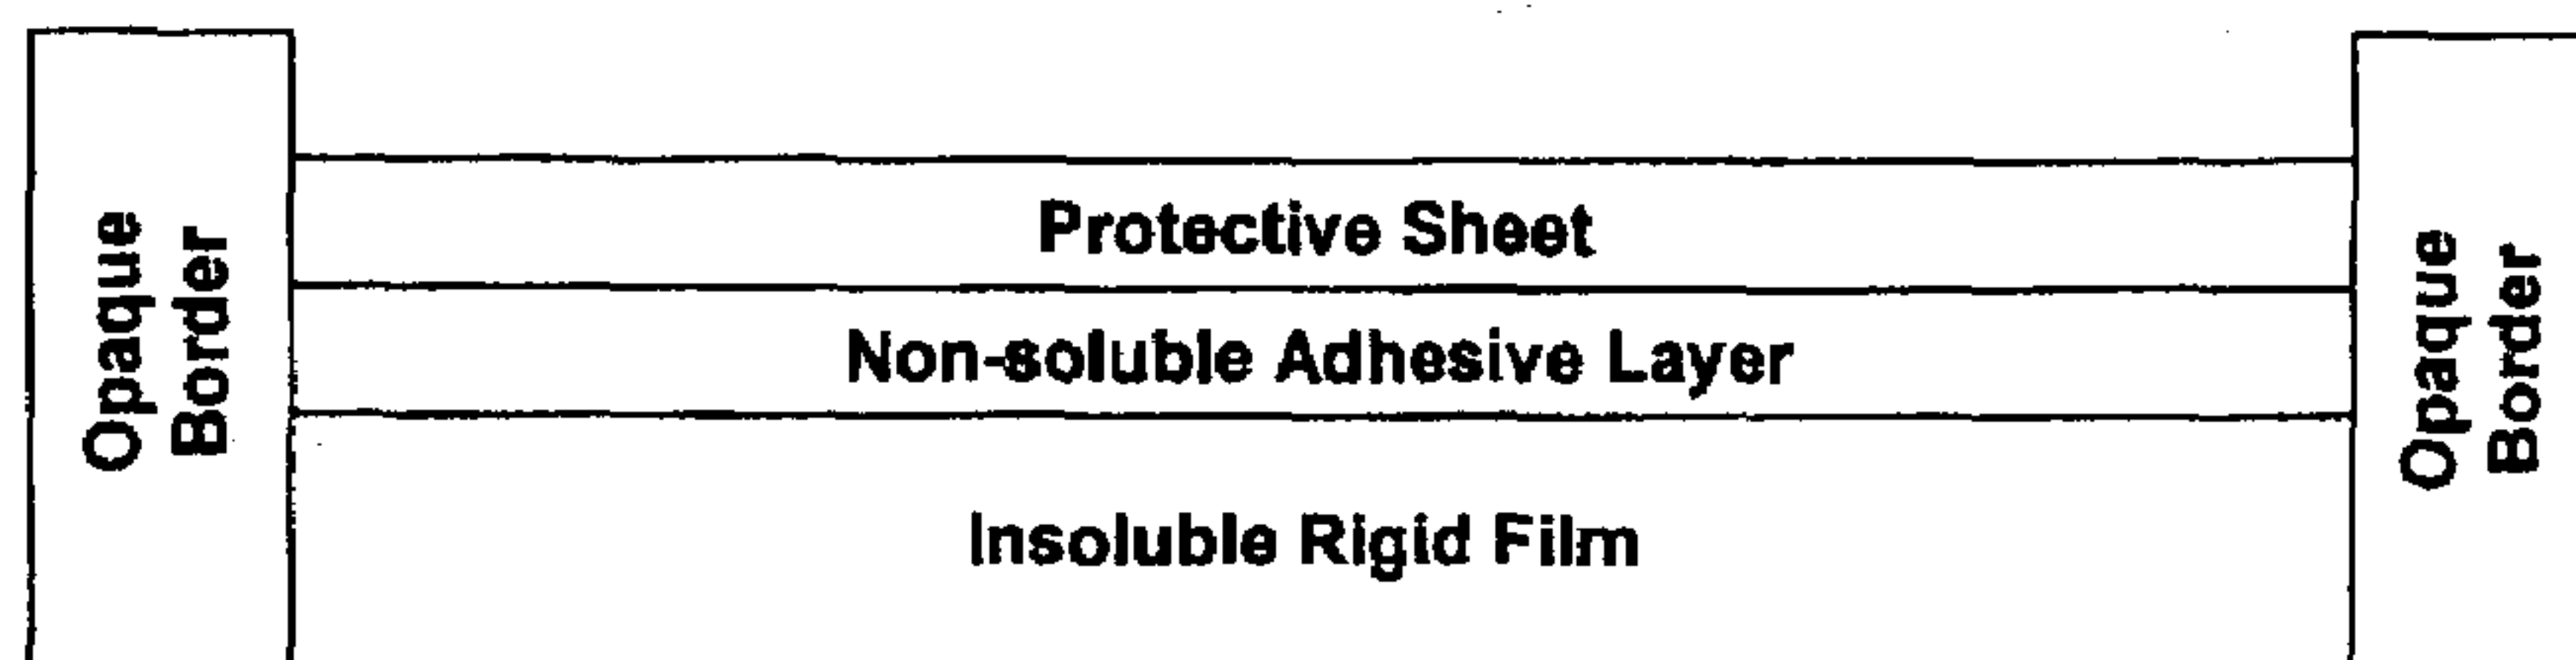 Opaque
Border
Protective Sheet
Non-soluble Adhesive Layer
Insoluble Rigid Film
Opaque
Border